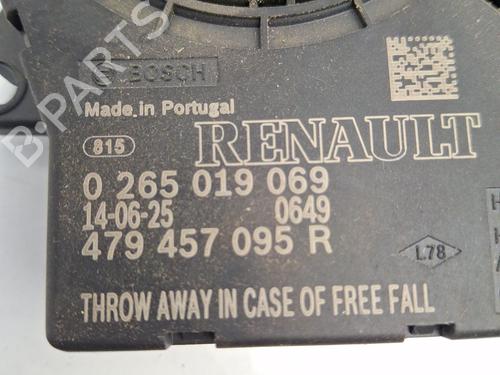 BOSCH
Made in Portugal
815 RENAULT
0 265 019 069
14-06-25 0649
479 457 095 R
L78
THROW AWAY IN CASE OF FREE FALL
B-PARTS